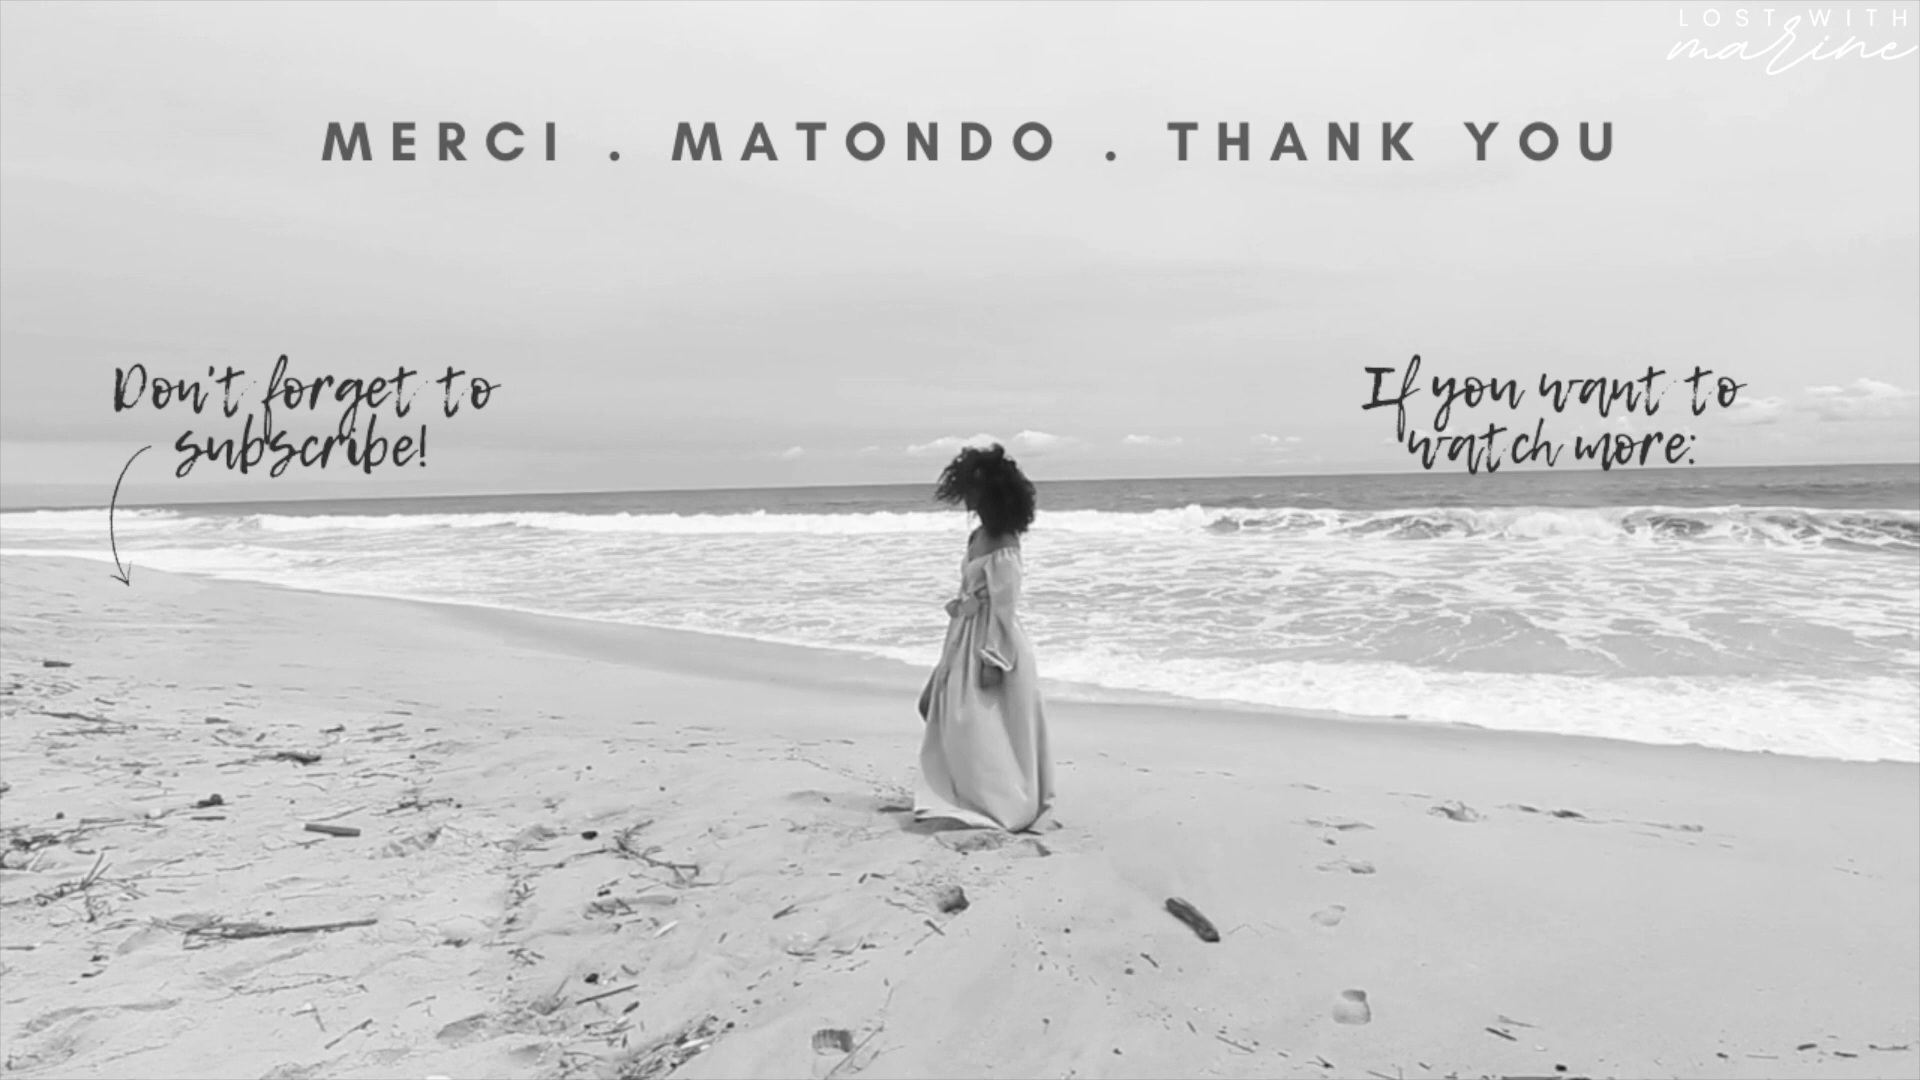 LOST WITH
marine
MERCI . MATONDO . THANK YOU
Don't forget to
subscribe!
If you want to
watch more: